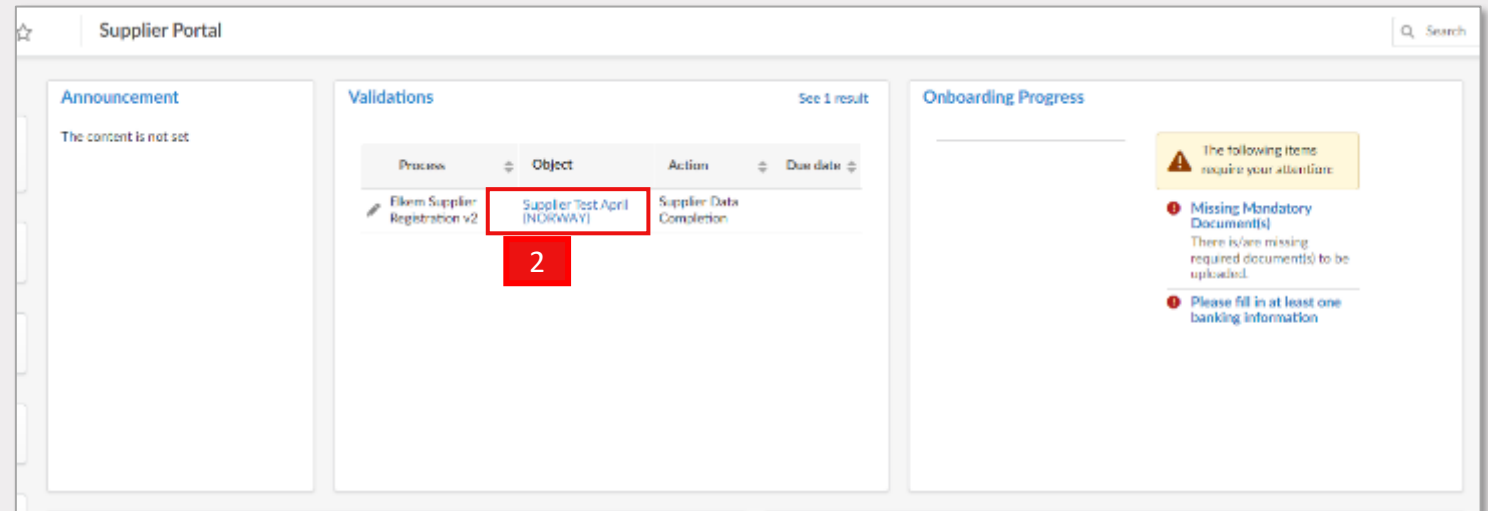 Supplier Portal
Search
Announcement
The content is not set
Validations
See 1 result
Process Object Action Due date
Elkem Supplier
Registration v2
Supplier Test April
(NORWAY)
Supplier Data
Completion
2
Onboarding Progress
The following items
require your attention:
Missing Mandatory
Document(s)
There is/are missing
required document(s) to be
uploaded.
Please fill in at least one
banking information